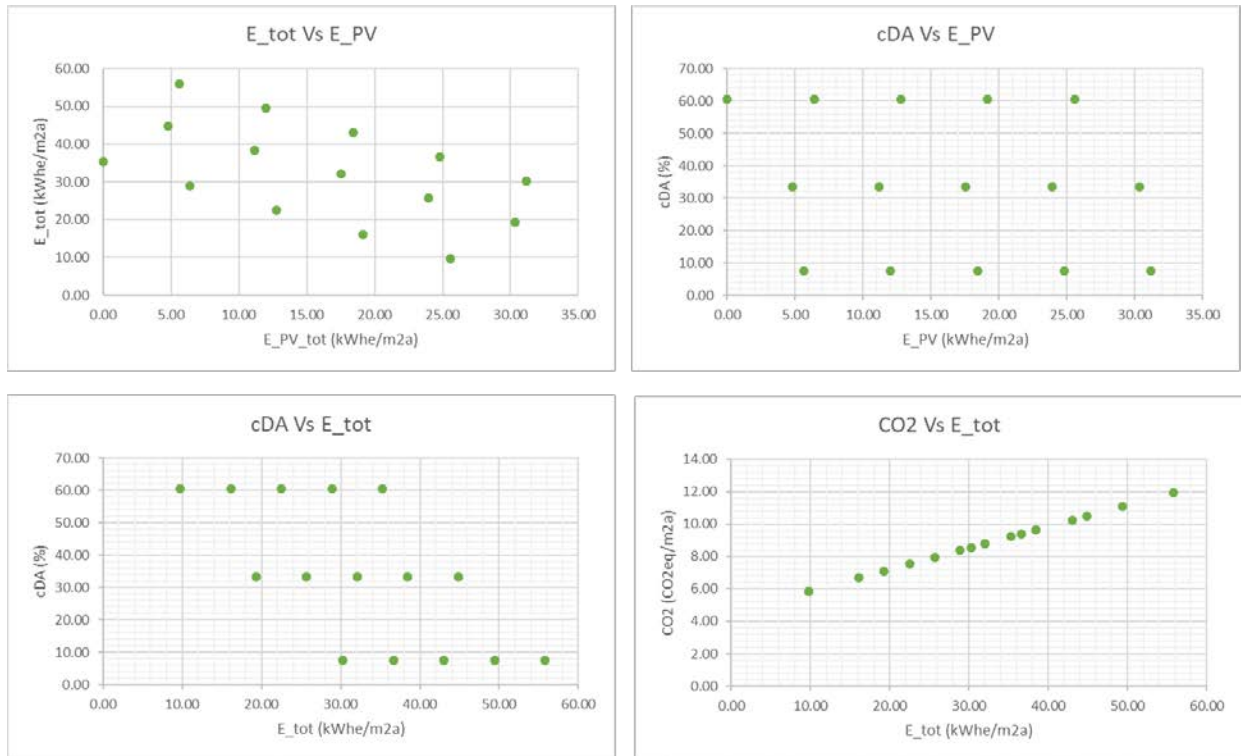 E_tot Vs E_PV
60.00
50.00
40.00
30.00
20.00
10.00
0.00
E_tot (kWhe/m2a)
0.00 5.00 10.00 15.00 20.00 25.00 30.00 35.00
E_PV_tot (kWhe/m2a)
cDA Vs E_PV
70.00
60.00
50.00
40.00
30.00
20.00
10.00
0.00
cDA (%)
0.00 5.00 10.00 15.00 20.00 25.00 30.00 35.00
E_PV (kWhe/m2a)
cDA Vs E_tot
70.00
60.00
50.00
40.00
30.00
20.00
10.00
0.00
cDA (%)
0.00 10.00 20.00 30.00 40.00 50.00 60.00
E_tot (kWhe/m2a)
CO2 Vs E_tot
14.00
12.00
10.00
8.00
6.00
4.00
2.00
0.00
CO2 (CO2eq/m2a)
0.00 10.00 20.00 30.00 40.00 50.00 60.00
E_tot (kWhe/m2a)